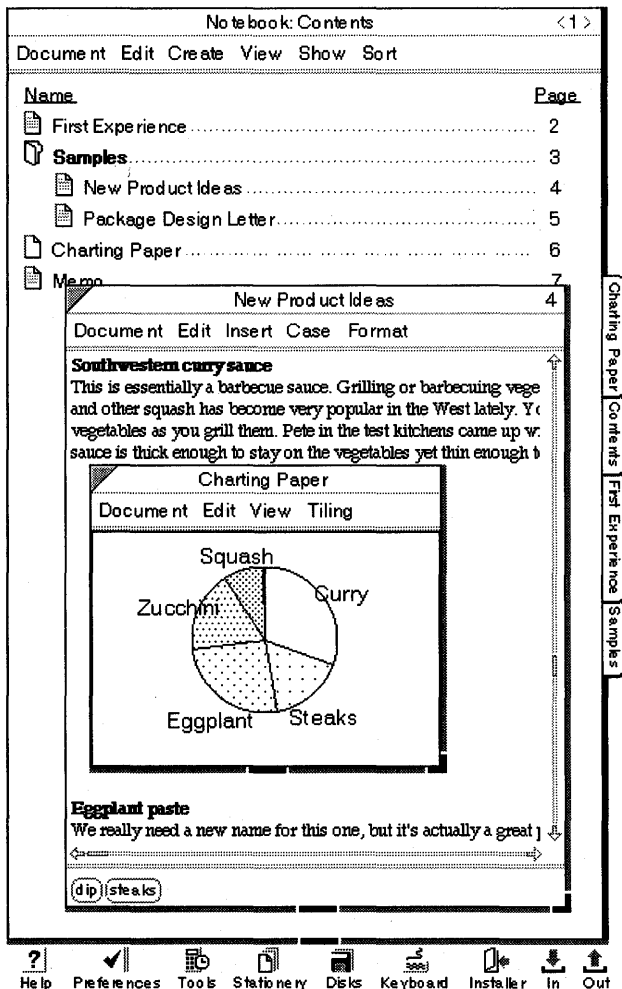 Notebook: Contents <1>
Document Edit Create View Show Sort
Name Page
First Experience 2
Samples 3
New Product Ideas 4
Package Design Letter 5
Charting Paper 6
Memo 7
New Product Ideas 4
Document Edit Insert Case Format
Southwestern curry sauce
This is essentially a barbecue sauce. Grilling or barbecuing vege
and other squash has become very popular in the West lately. Yo
vegetables as you grill them. Pete in the test kitchens came up w
sauce is thick enough to stay on the vegetables yet thin enough t
Charting Paper
Document Edit View Tiling
Squash
Curry
Zucchini
Eggplant
Steaks
Eggplant paste
We really need a new name for this one, but it's actually a great
dip steaks
Charting Paper
Contents
First Experience
Samples
? Help Preferences Tools Stationery Disks Keyboard Installer In Out